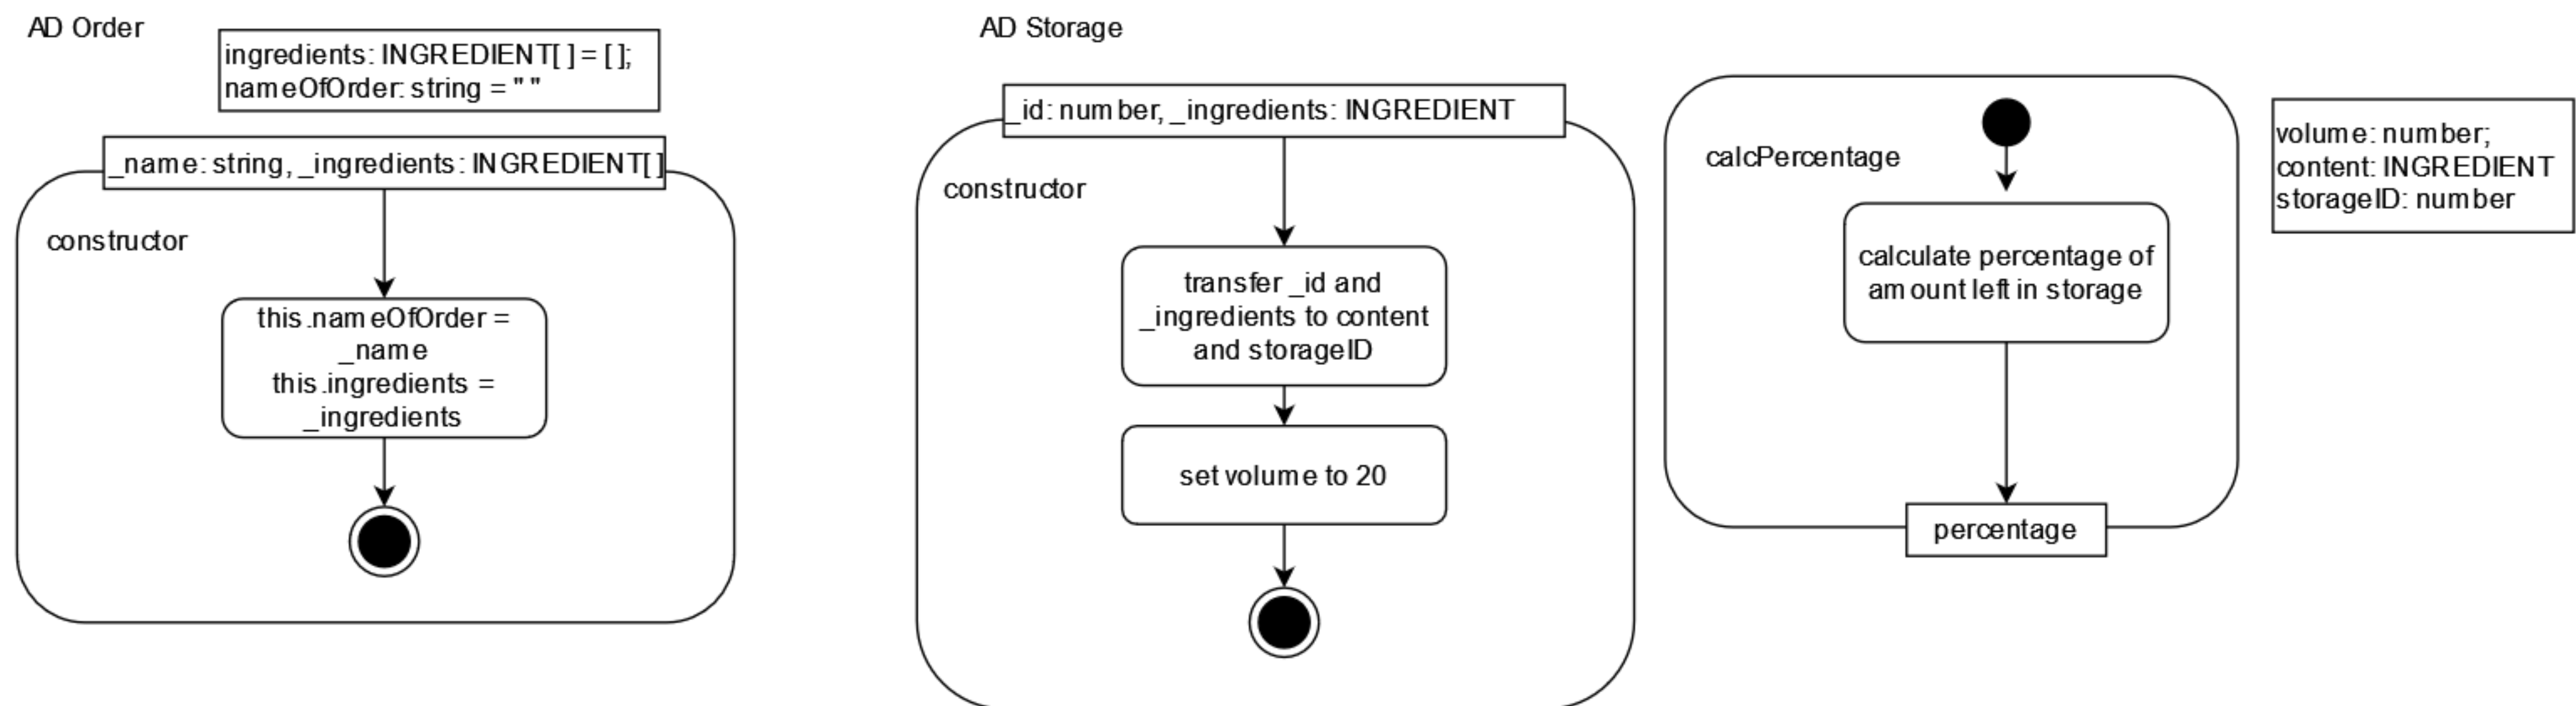 AD Order
ingredients: INGREDIENT[ ] = [ ];
nameOfOrder: string = " "
_name: string, _ingredients: INGREDIENT[ ]
constructor
this.nameOfOrder =
_name
this.ingredients =
_ingredients
AD Storage
_id: number, _ingredients: INGREDIENT
constructor
transfer _id and
_ingredients to content
and storageID
set volume to 20
calcPercentage
calculate percentage of
amount left in storage
percentage
volume: number;
content: INGREDIENT
storageID: number